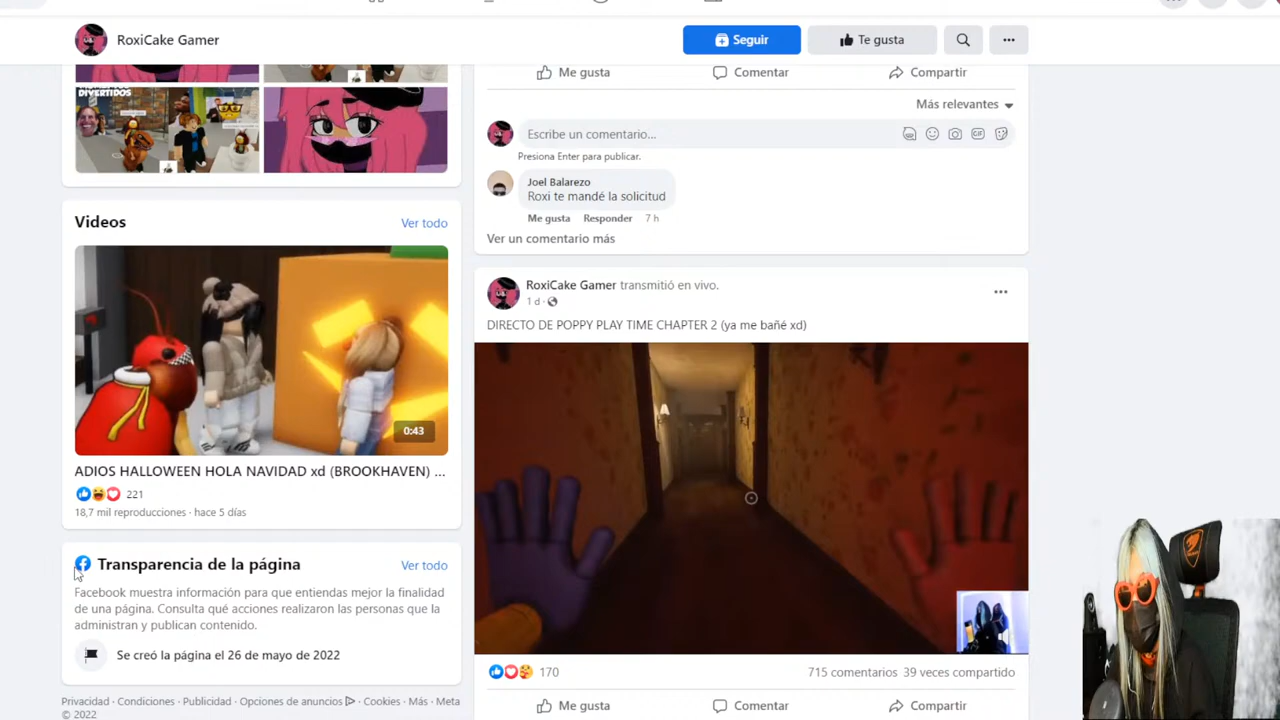 RoxiCake Gamer
Seguir
Te gusta
Me gusta
Comentar
Compartir
Más relevantes
Escribe un comentario...
GIF
Presiona Enter para publicar.
Joel Balarezo
Roxi te mandé la solicitud
Me gusta Responder 7 h
Ver un comentario más
DIVERTIDOS
Videos
Ver todo
0:43
ADIOS HALLOWEEN HOLA NAVIDAD xd (BROOKHAVEN) ...
221
18,7 mil reproducciones · hace 5 días
Transparencia de la página
Ver todo
Facebook muestra información para que entiendas mejor la finalidad
de una página. Consulta qué acciones realizaron las personas que la
administran y publican contenido.
Se creó la página el 26 de mayo de 2022
Privacidad · Condiciones · Publicidad · Opciones de anuncios · Cookies · Más · Meta
© 2022
RoxiCake Gamer transmitió en vivo.
1 d ·
DIRECTO DE POPPY PLAY TIME CHAPTER 2 (ya me bañé xd)
170
715 comentarios 39 veces compartido
Me gusta
Comentar
Compartir